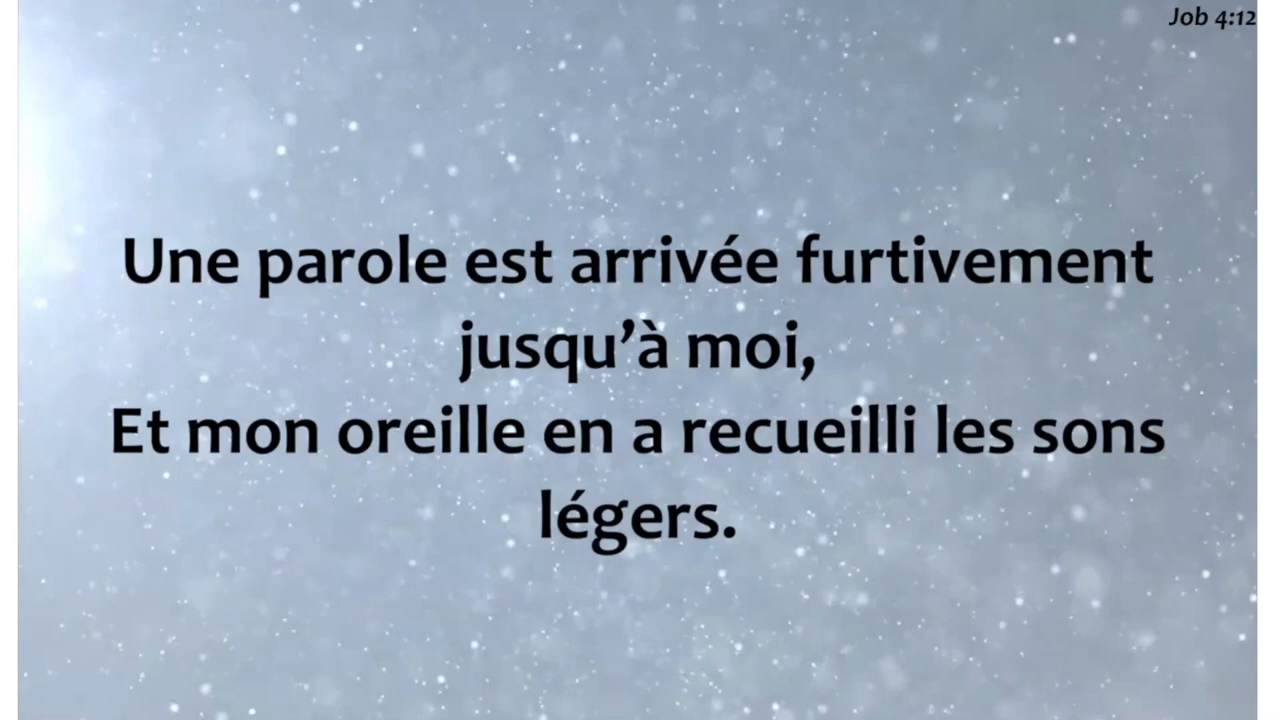 Job 4:12
Une parole est arrivée furtivement
jusqu’à moi,
Et mon oreille en a recueilli les sons
légers.